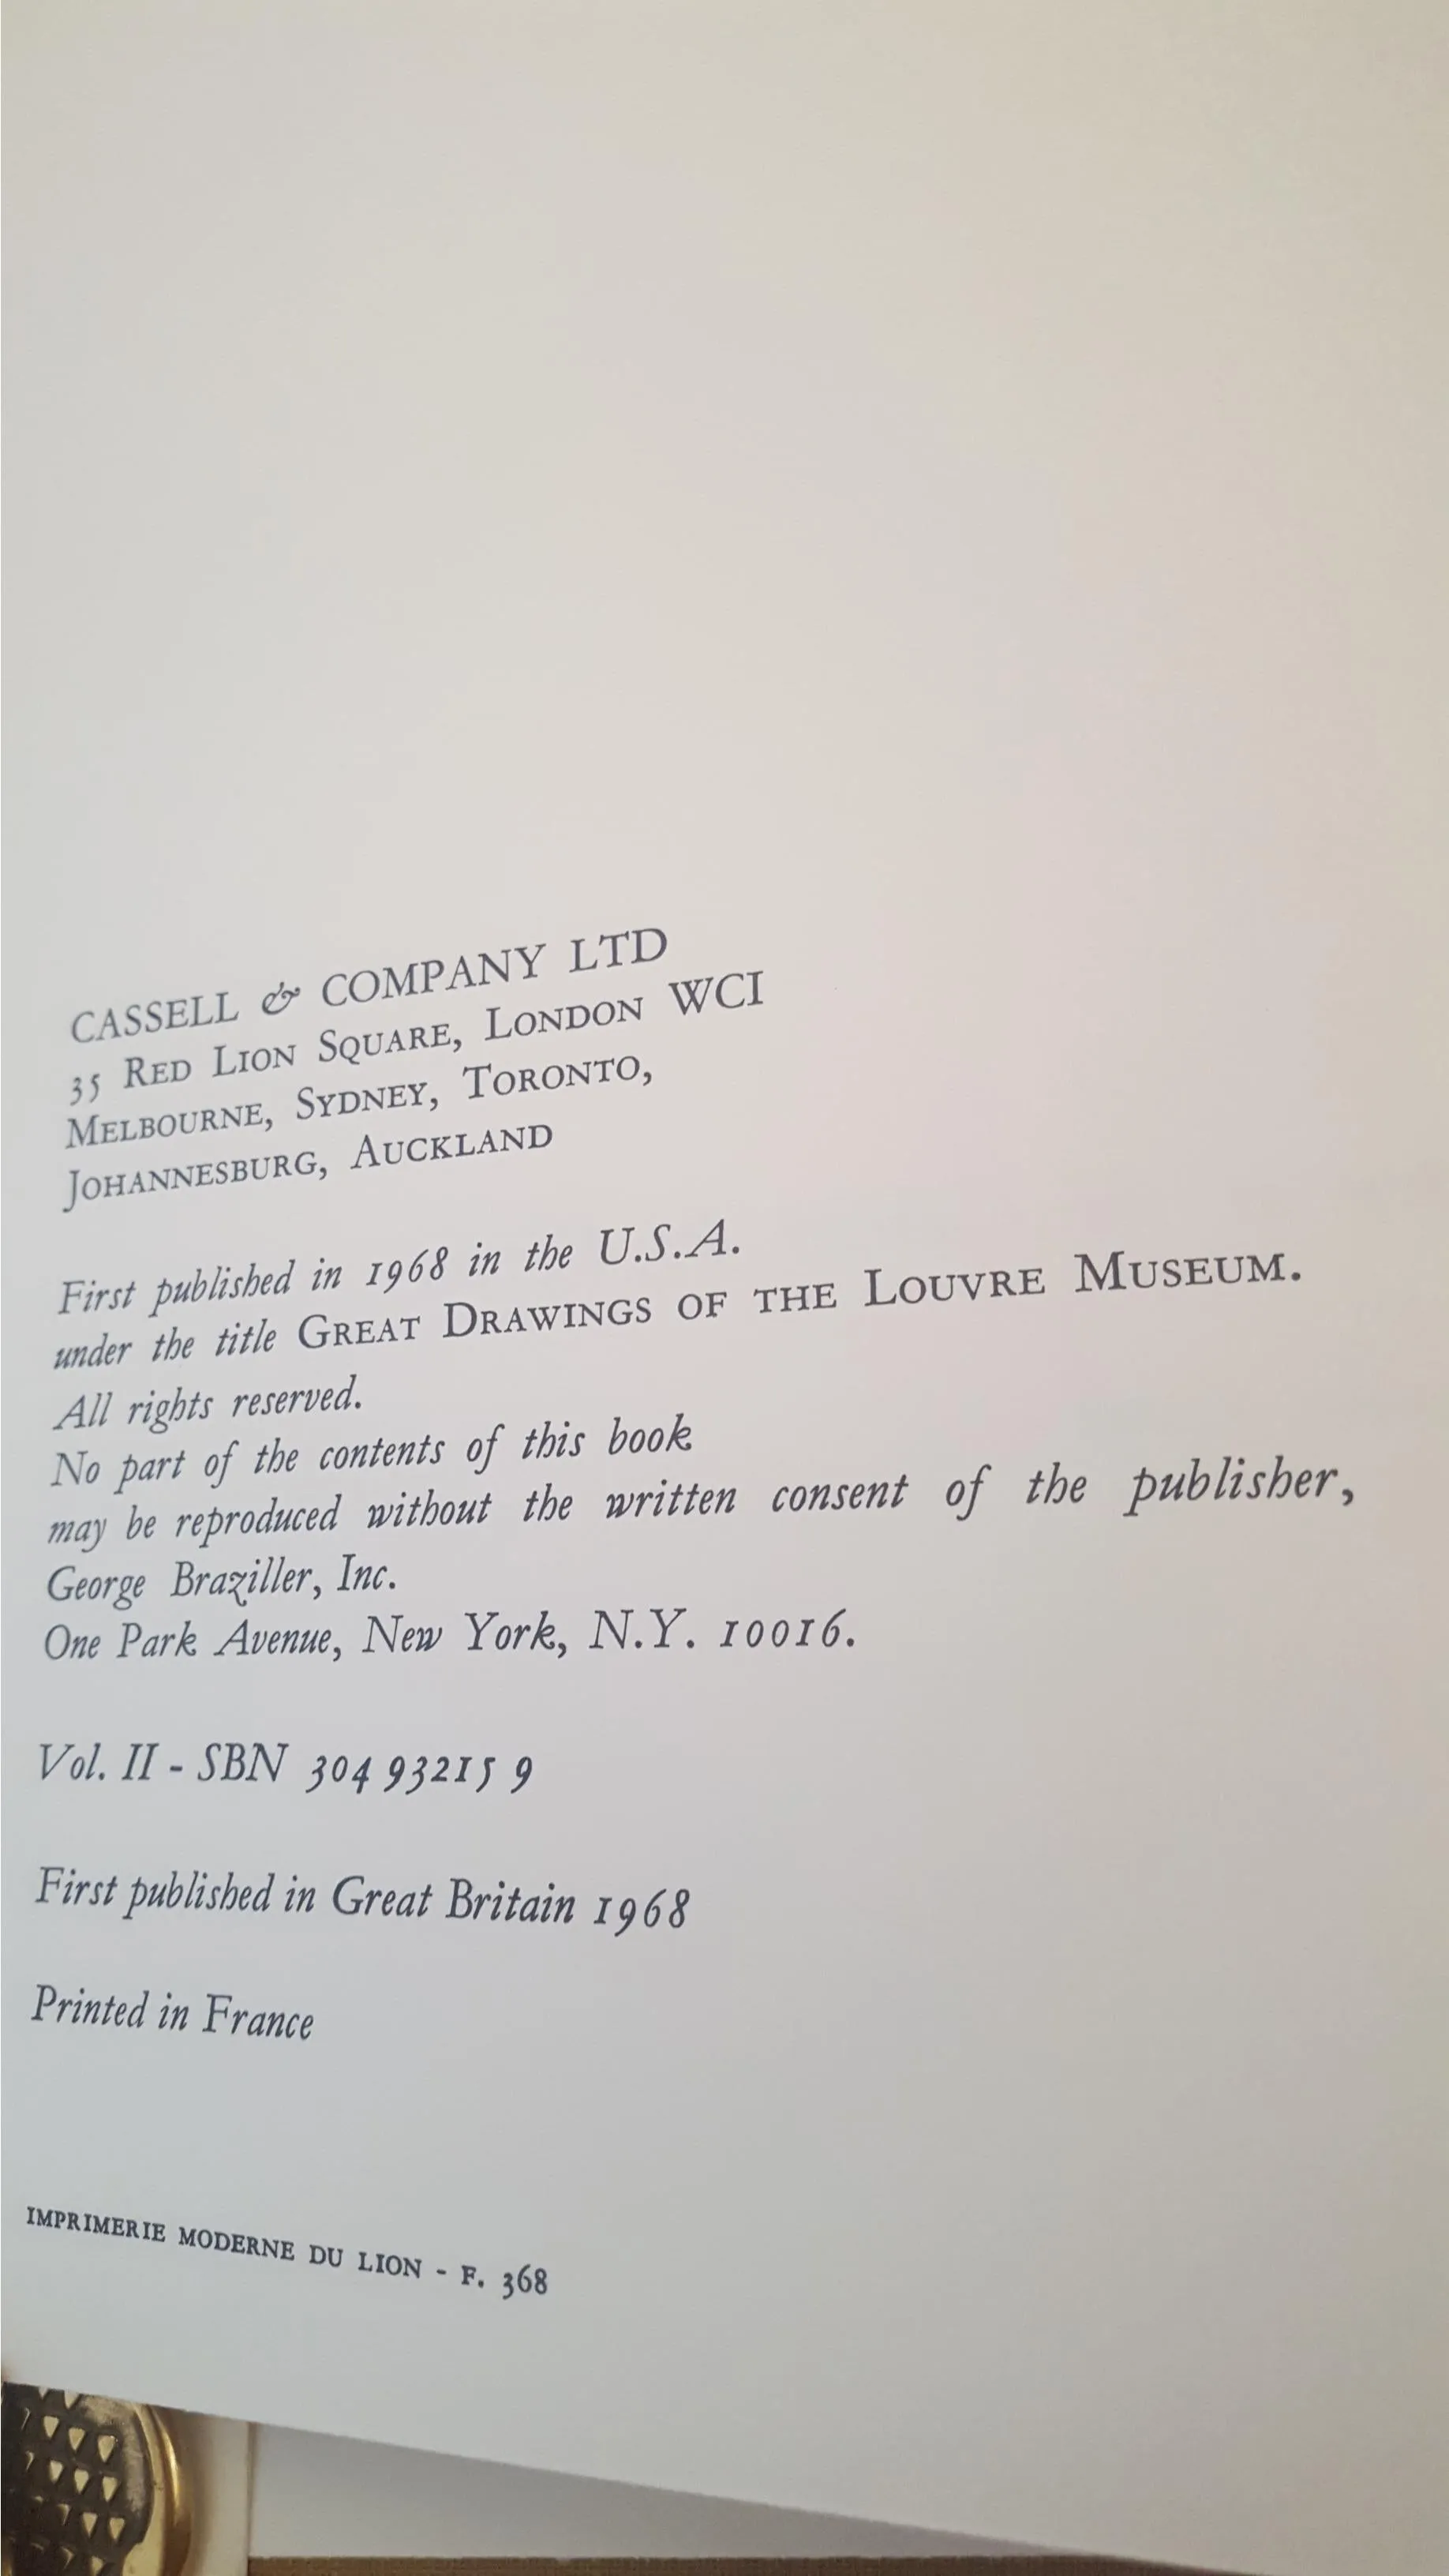 CASSELL & COMPANY LTD
35 RED LION SQUARE, LONDON WCI
MELBOURNE, SYDNEY, TORONTO,
JOHANNESBURG, AUCKLAND
First published in 1968 in the U.S.A.
under the title GREAT DRAWINGS OF THE LOUVRE MUSEUM.
All rights reserved.
No part of the contents of this book
may be reproduced without the written consent of the publisher,
George Braziller, Inc.
One Park Avenue, New York, N.Y. 10016.
Vol. II - SBN 304 93215 9
First published in Great Britain 1968
Printed in France
IMPRIMERIE MODERNE DU LION - F. 368